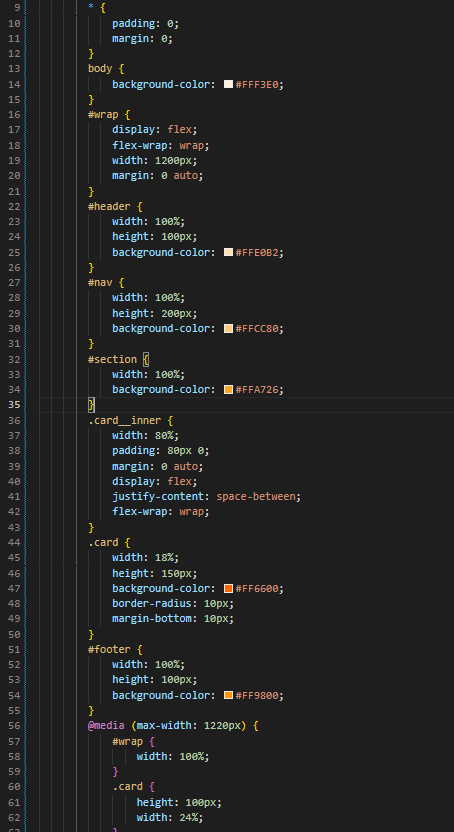 9 * {
10 padding: 0;
11 margin: 0;
12 }
13 body {
14 background-color: #FFF3E0;
15 }
16 #wrap {
17 display: flex;
18 flex-wrap: wrap;
19 width: 1200px;
20 margin: 0 auto;
21 }
22 #header {
23 width: 100%;
24 height: 100px;
25 background-color: #FFE0B2;
26 }
27 #nav {
28 width: 100%;
29 height: 200px;
30 background-color: #FFCC80;
31 }
32 #section {
33 width: 100%;
34 background-color: #FFA726;
35 }
36 .card__inner {
37 width: 80%;
38 padding: 80px 0;
39 margin: 0 auto;
40 display: flex;
41 justify-content: space-between;
42 flex-wrap: wrap;
43 }
44 .card {
45 width: 18%;
46 height: 150px;
47 background-color: #FF6600;
48 border-radius: 10px;
49 margin-bottom: 10px;
50 }
51 #footer {
52 width: 100%;
53 height: 100px;
54 background-color: #FF9800;
55 }
56 @media (max-width: 1220px) {
57 #wrap {
58 width: 100%;
59 }
60 .card {
61 height: 100px;
62 width: 24%;